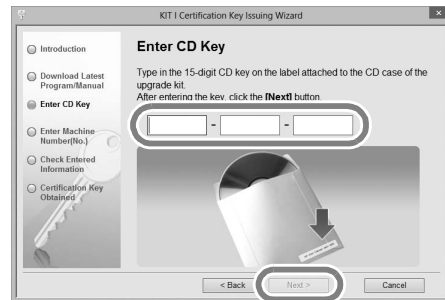 KIT I Certification Key Issuing Wizard
Introduction
Download Latest
Program/Manual
Enter CD Key
Enter Machine
Number(No.)
Check Entered
Information
Certification Key
Obtained
Enter CD Key
Type in the 15-digit CD key on the label attached to the CD case of the
upgrade kit.
After entering the key, click the [Next] button.
- -
< Back
Next >
Cancel